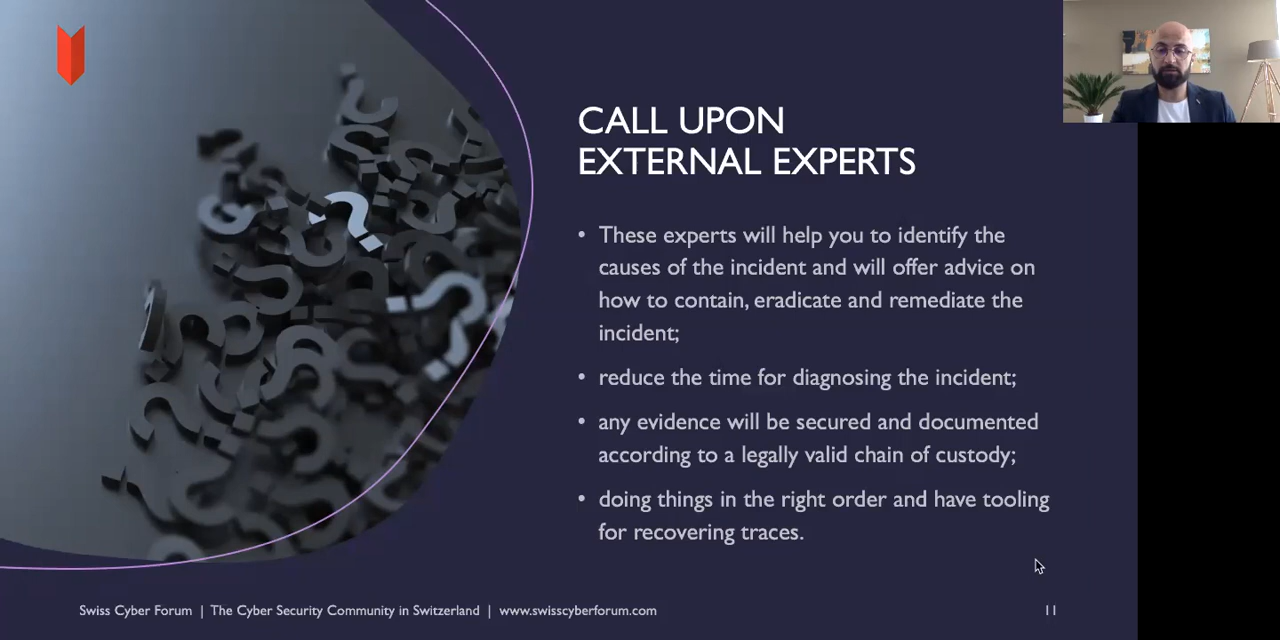 CALL UPON
EXTERNAL EXPERTS
• These experts will help you to identify the
causes of the incident and will offer advice on
how to contain, eradicate and remediate the
incident;
• reduce the time for diagnosing the incident;
• any evidence will be secured and documented
according to a legally valid chain of custody;
• doing things in the right order and have tooling
for recovering traces.
Swiss Cyber Forum | The Cyber Security Community in Switzerland | www.swisscyberforum.com
11